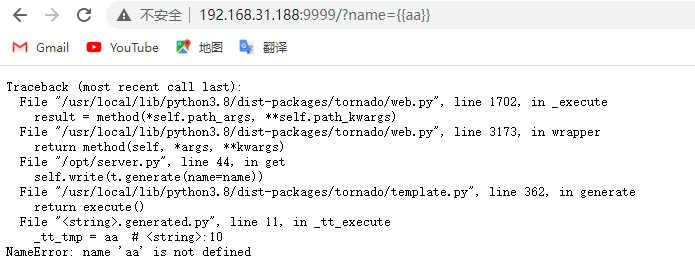 不安全 192.168.31.188:9999/?name={{aa}}
Gmail YouTube 地图 翻译
Traceback (most recent call last):
  File "/usr/local/lib/python3.8/dist-packages/tornado/web.py", line 1702, in _execute
    result = method(*self.path_args, **self.path_kwargs)
  File "/usr/local/lib/python3.8/dist-packages/tornado/web.py", line 3173, in wrapper
    return method(self, *args, **kwargs)
  File "/opt/server.py", line 44, in get
    self.write(t.generate(name=name))
  File "/usr/local/lib/python3.8/dist-packages/tornado/template.py", line 362, in generate
    return execute()
  File "<string>.generated.py", line 11, in _tt_execute
    _tt_tmp = aa  # <string>:10
NameError: name 'aa' is not defined